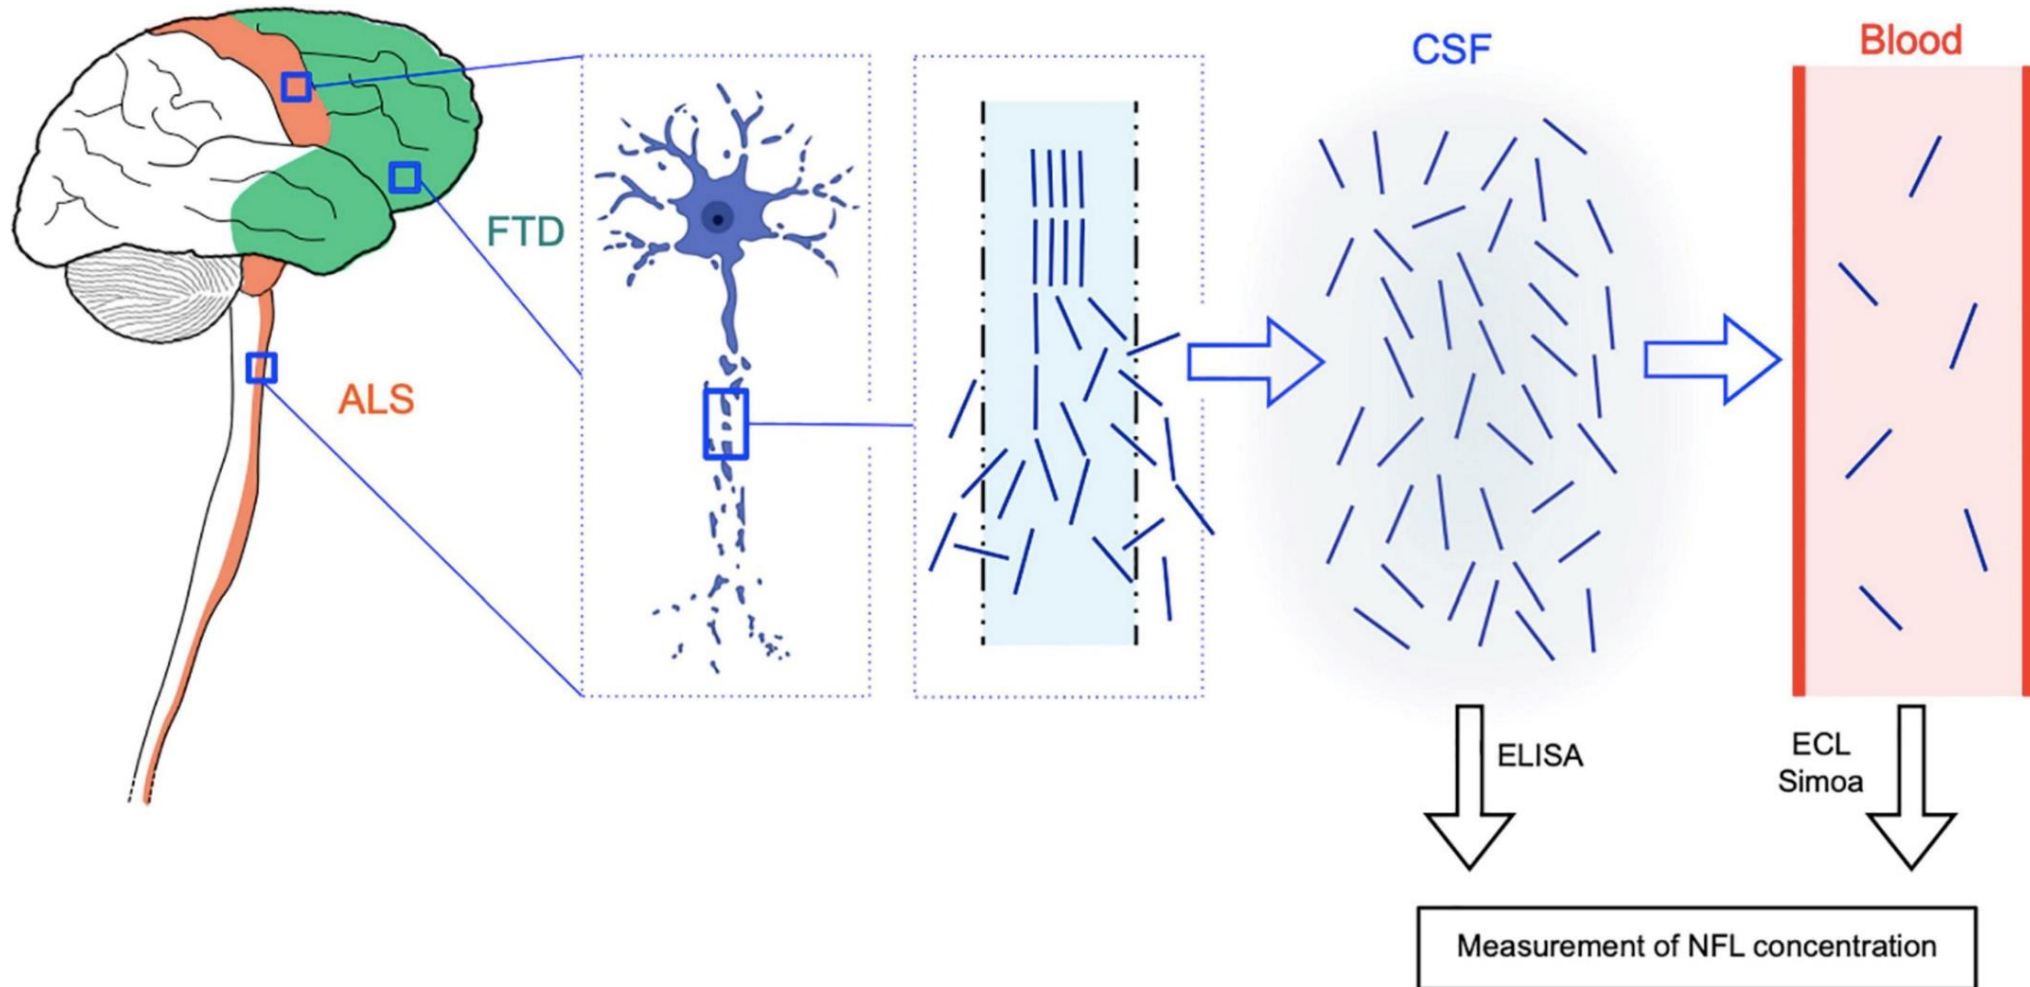 CSF
Blood
FTD
ALS
ELISA
ECL
Simoa
Measurement of NFL concentration